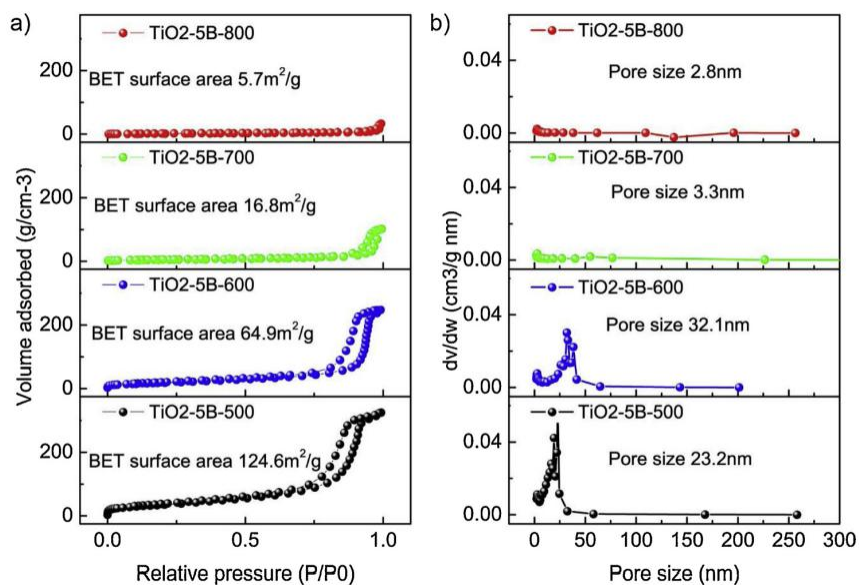 a)
TiO2-5B-800
BET surface area 5.7m²/g
200
0
TiO2-5B-700
BET surface area 16.8m²/g
200
0
TiO2-5B-600
BET surface area 64.9m²/g
200
0
TiO2-5B-500
BET surface area 124.6m²/g
200
0
0.0 0.5 1.0
Relative pressure (P/P0)
Volume adsorbed (g/cm-3)
b)
TiO2-5B-800
Pore size 2.8nm
0.04
0.00
TiO2-5B-700
Pore size 3.3nm
0.04
0.00
TiO2-5B-600
Pore size 32.1nm
0.04
0.00
TiO2-5B-500
Pore size 23.2nm
0.04
0.00
0 50 100 150 200 250 300
Pore size (nm)
dv/dw (cm3/g nm)